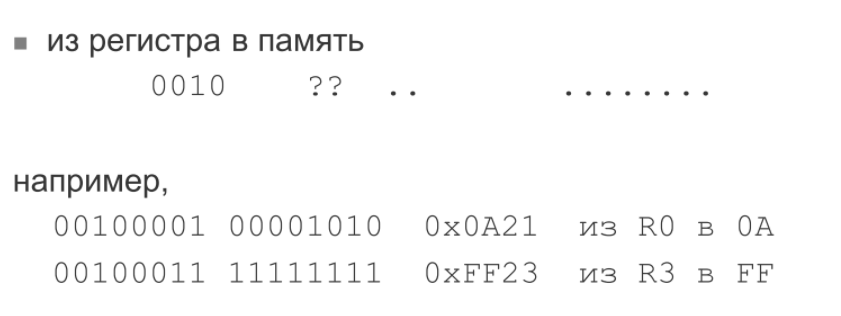 ▪ из регистра в память
0010 ?? .. ........
например,
00100001 00001010 0x0A21 из R0 в 0A
00100011 11111111 0xFF23 из R3 в FF